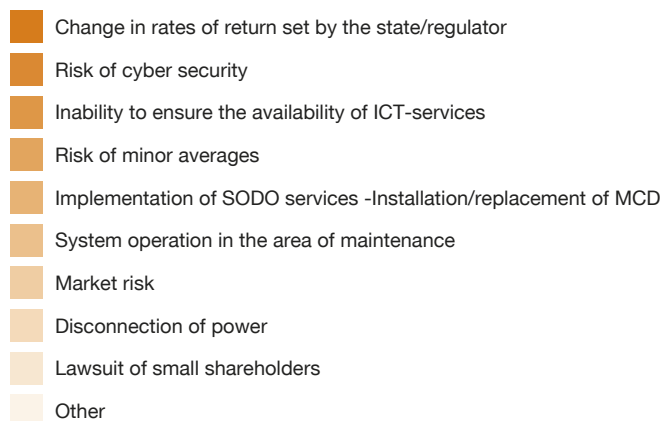 Change in rates of return set by the state/regulator
Risk of cyber security
Inability to ensure the availability of ICT-services
Risk of minor averages
Implementation of SODO services -Installation/replacement of MCD
System operation in the area of maintenance
Market risk
Disconnection of power
Lawsuit of small shareholders
Other